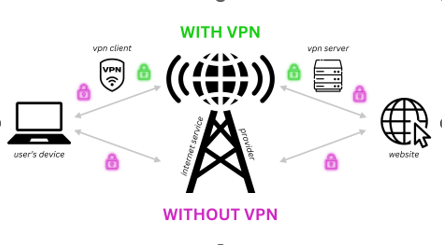 WITH VPN
vpn client
vpn server
VPN
internet service
provider
user's device
website
WITHOUT VPN